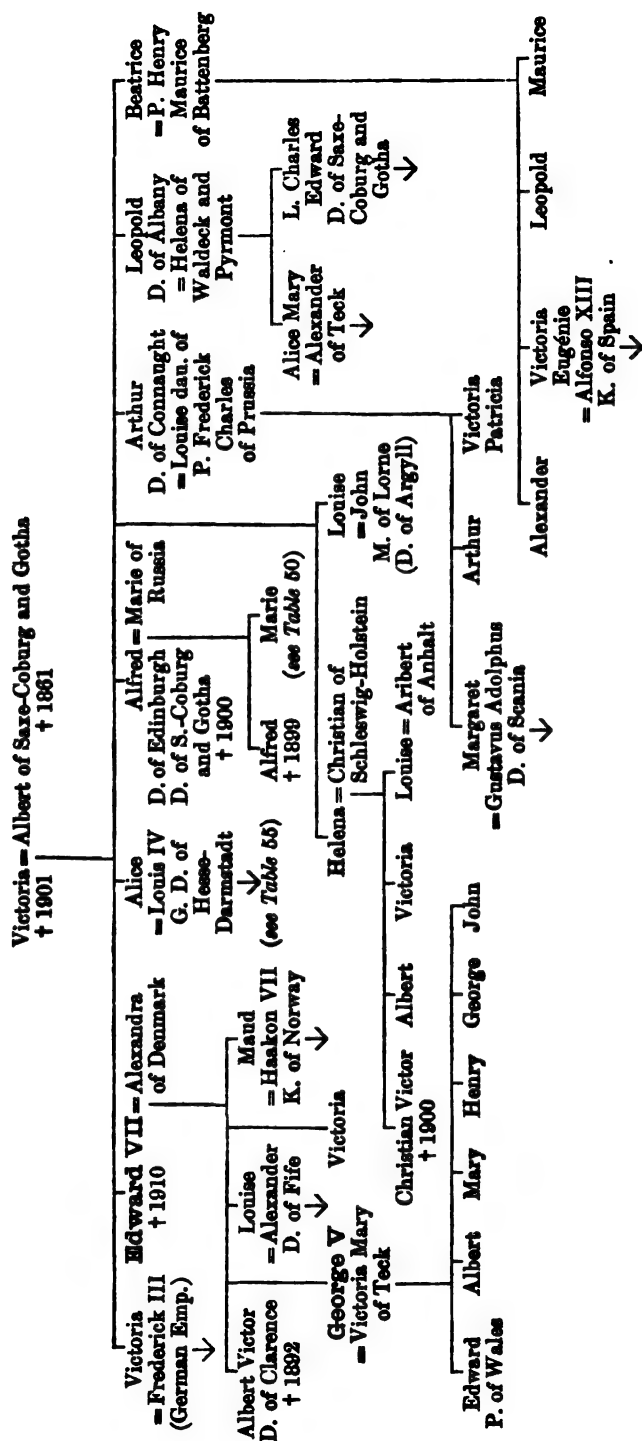 Victoria = Albert of Saxe-Coburg and Gotha
† 1901
† 1861
Victoria
= Frederick III
(German Emp.)
Edward VII = Alexandra
† 1910
of Denmark
Alice
= Louis IV
G. D. of
Hesse-
Darmstadt
(see Table 55)
Alfred = Marie of
D. of Edinburgh
Russia
D. of S.-Coburg
and Gotha
† 1900
Arthur
D. of Connaught
= Louise dau. of
P. Frederick
Charles
of Prussia
Leopold
D. of Albany
= Helena of
Waldeck and
Pyrmont
Beatrice
= P. Henry
Maurice
of Battenberg
Albert Victor
D. of Clarence
† 1892
Louise
= Alexander
D. of Fife
Maud
= Haakon VII
K. of Norway
Alfred
† 1899
Marie
(see Table 50)
Alice Mary
= Alexander
of Teck
L. Charles
Edward
D. of Saxe-
Coburg and
Gotha
George V
= Victoria Mary
of Teck
Victoria
Helena = Christian of
Schleswig-Holstein
Louise
= John
M. of Lorne
(D. of Argyll)
Christian Victor
† 1900
Albert
Victoria
Louise = Aribert
of Anhalt
Edward
P. of Wales
Albert
Mary
Henry
George
John
Margaret
= Gustavus Adolphus
D. of Scania
Arthur
Victoria
Patricia
Alexander
Victoria
Eugénie
= Alfonso XIII
K. of Spain
Leopold
Maurice